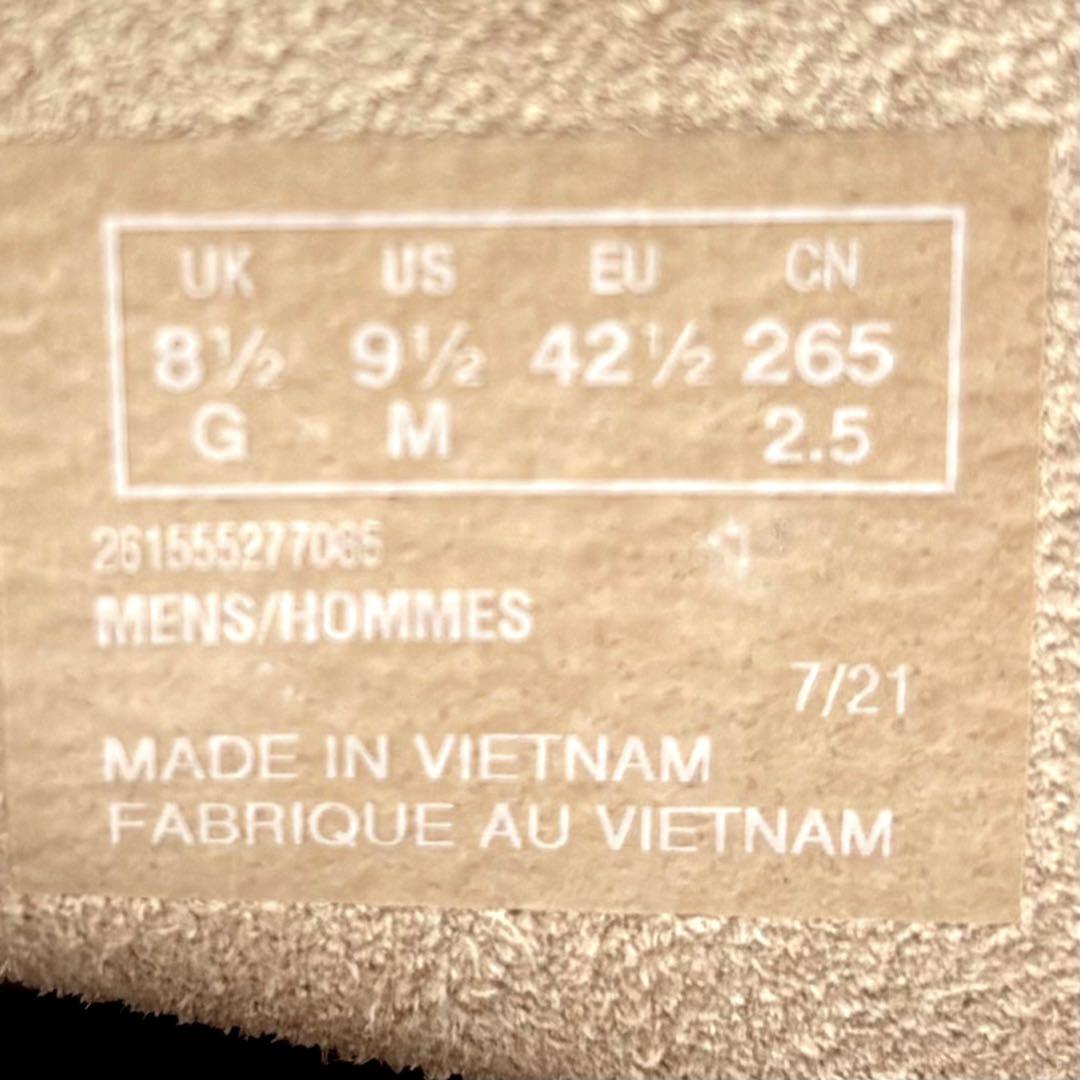 UK US EU CN
8½ 9½ 42½ 265
G M 2.5
261555277085
MENS/HOMMES
7/21
MADE IN VIETNAM
FABRIQUE AU VIETNAM